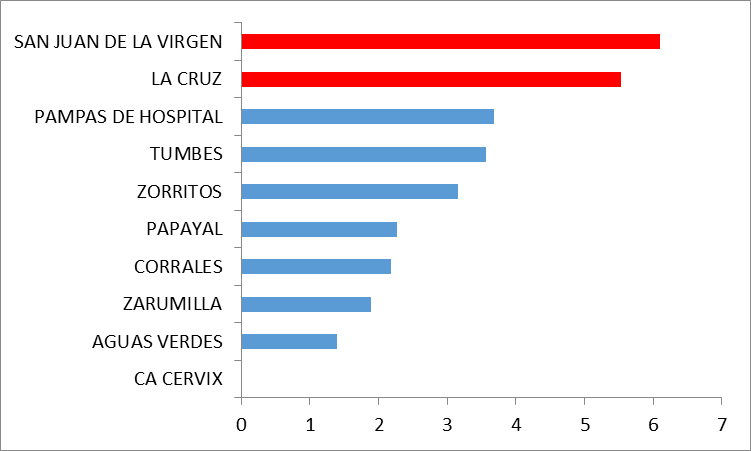 SAN JUAN DE LA VIRGEN
LA CRUZ
PAMPAS DE HOSPITAL
TUMBES
ZORRITOS
PAPAYAL
CORRALES
ZARUMILLA
AGUAS VERDES
CA CERVIX
0 1 2 3 4 5 6 7